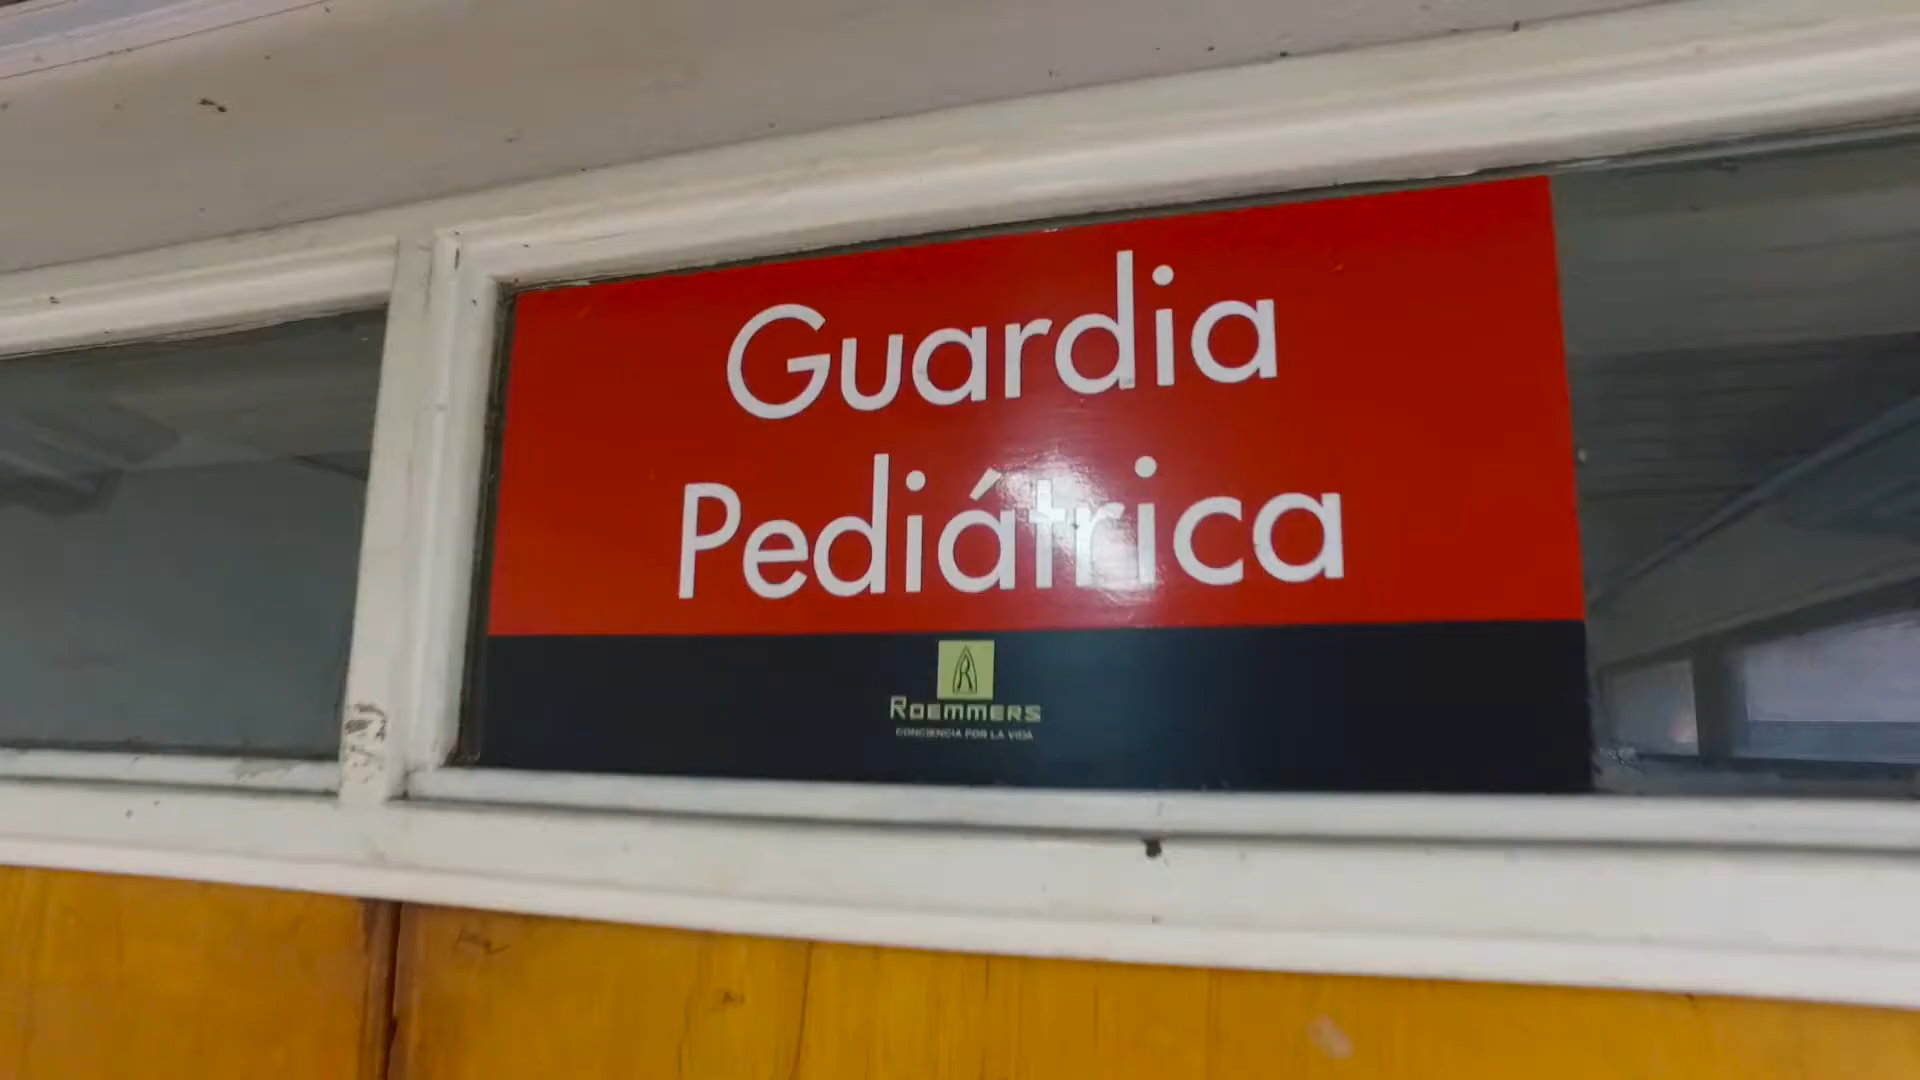 Guardia
Pediátrica
R
ROEMMERS
CONCIENCIA POR LA VIDA